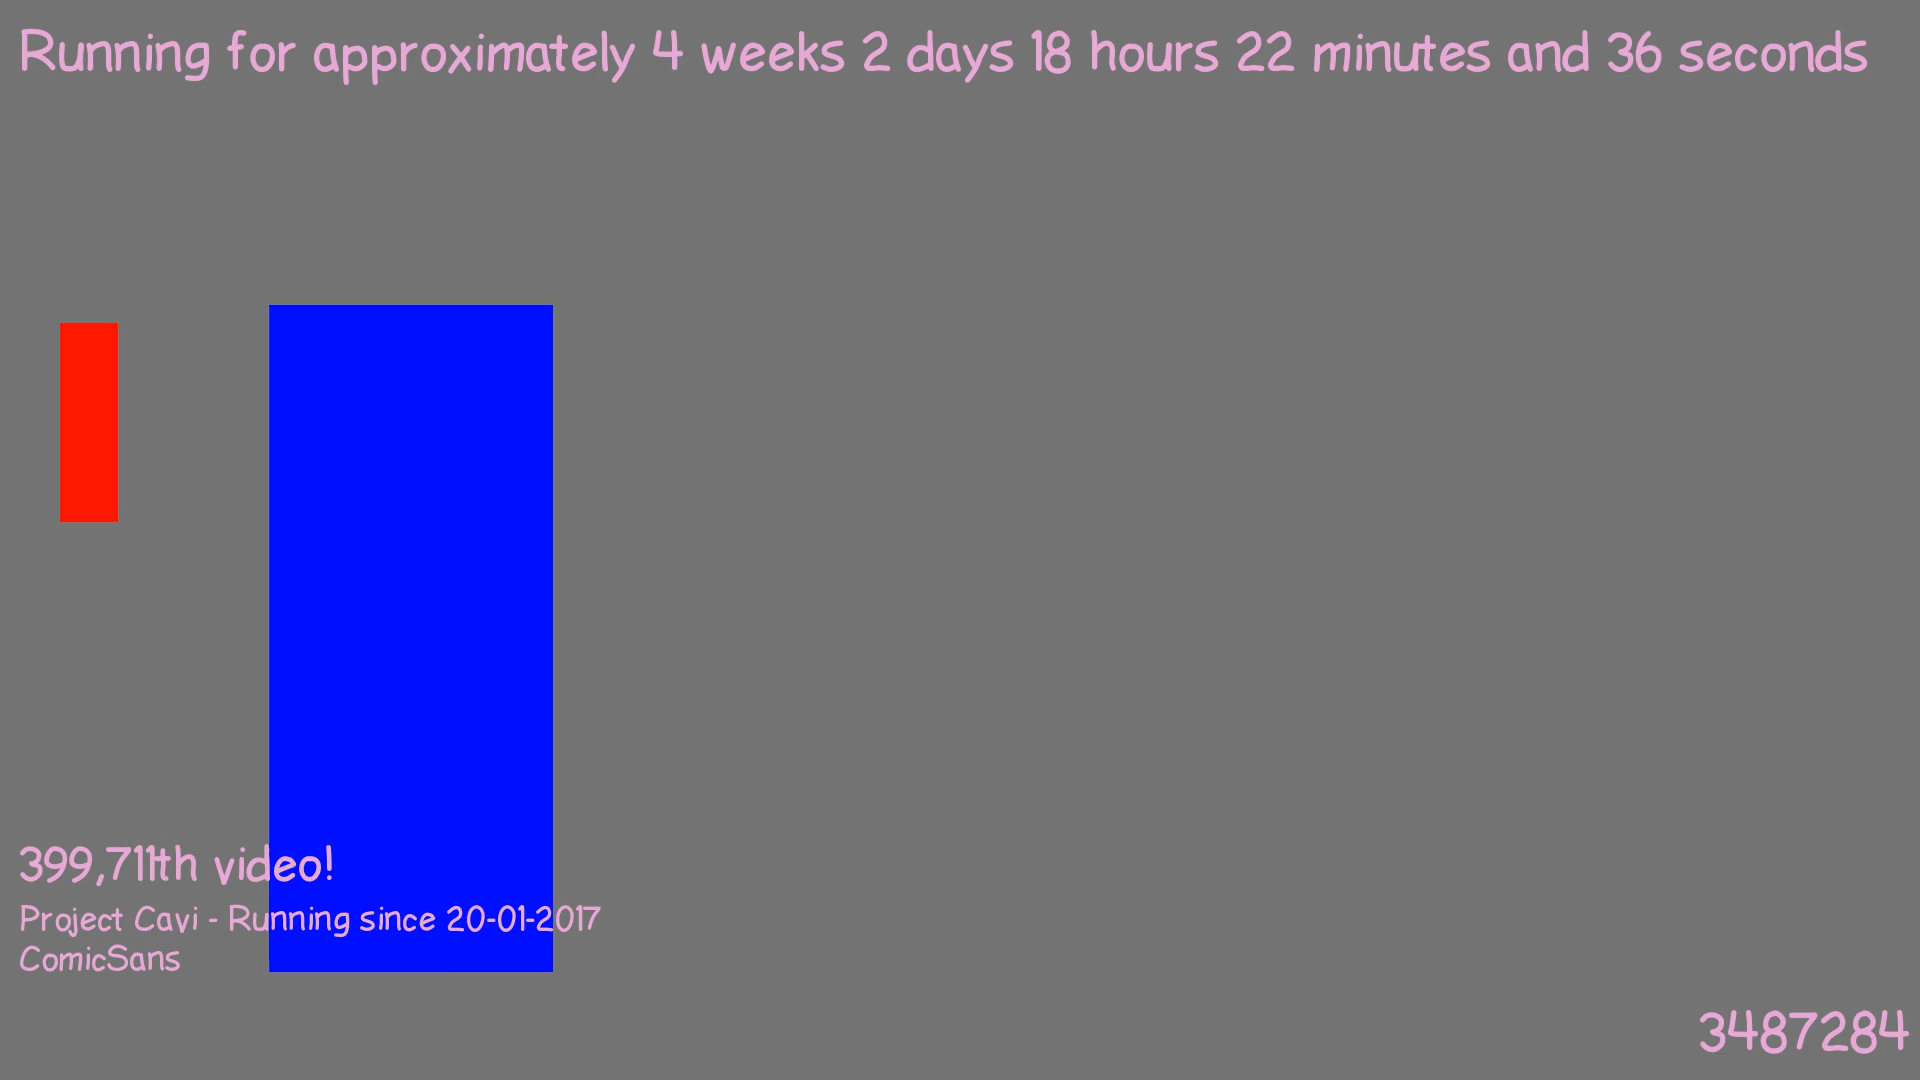 Running for approximately 4 weeks 2 days 18 hours 22 minutes and 36 seconds
399,711th video!
Project Cavi - Running since 20-01-2017
ComicSans
3487284